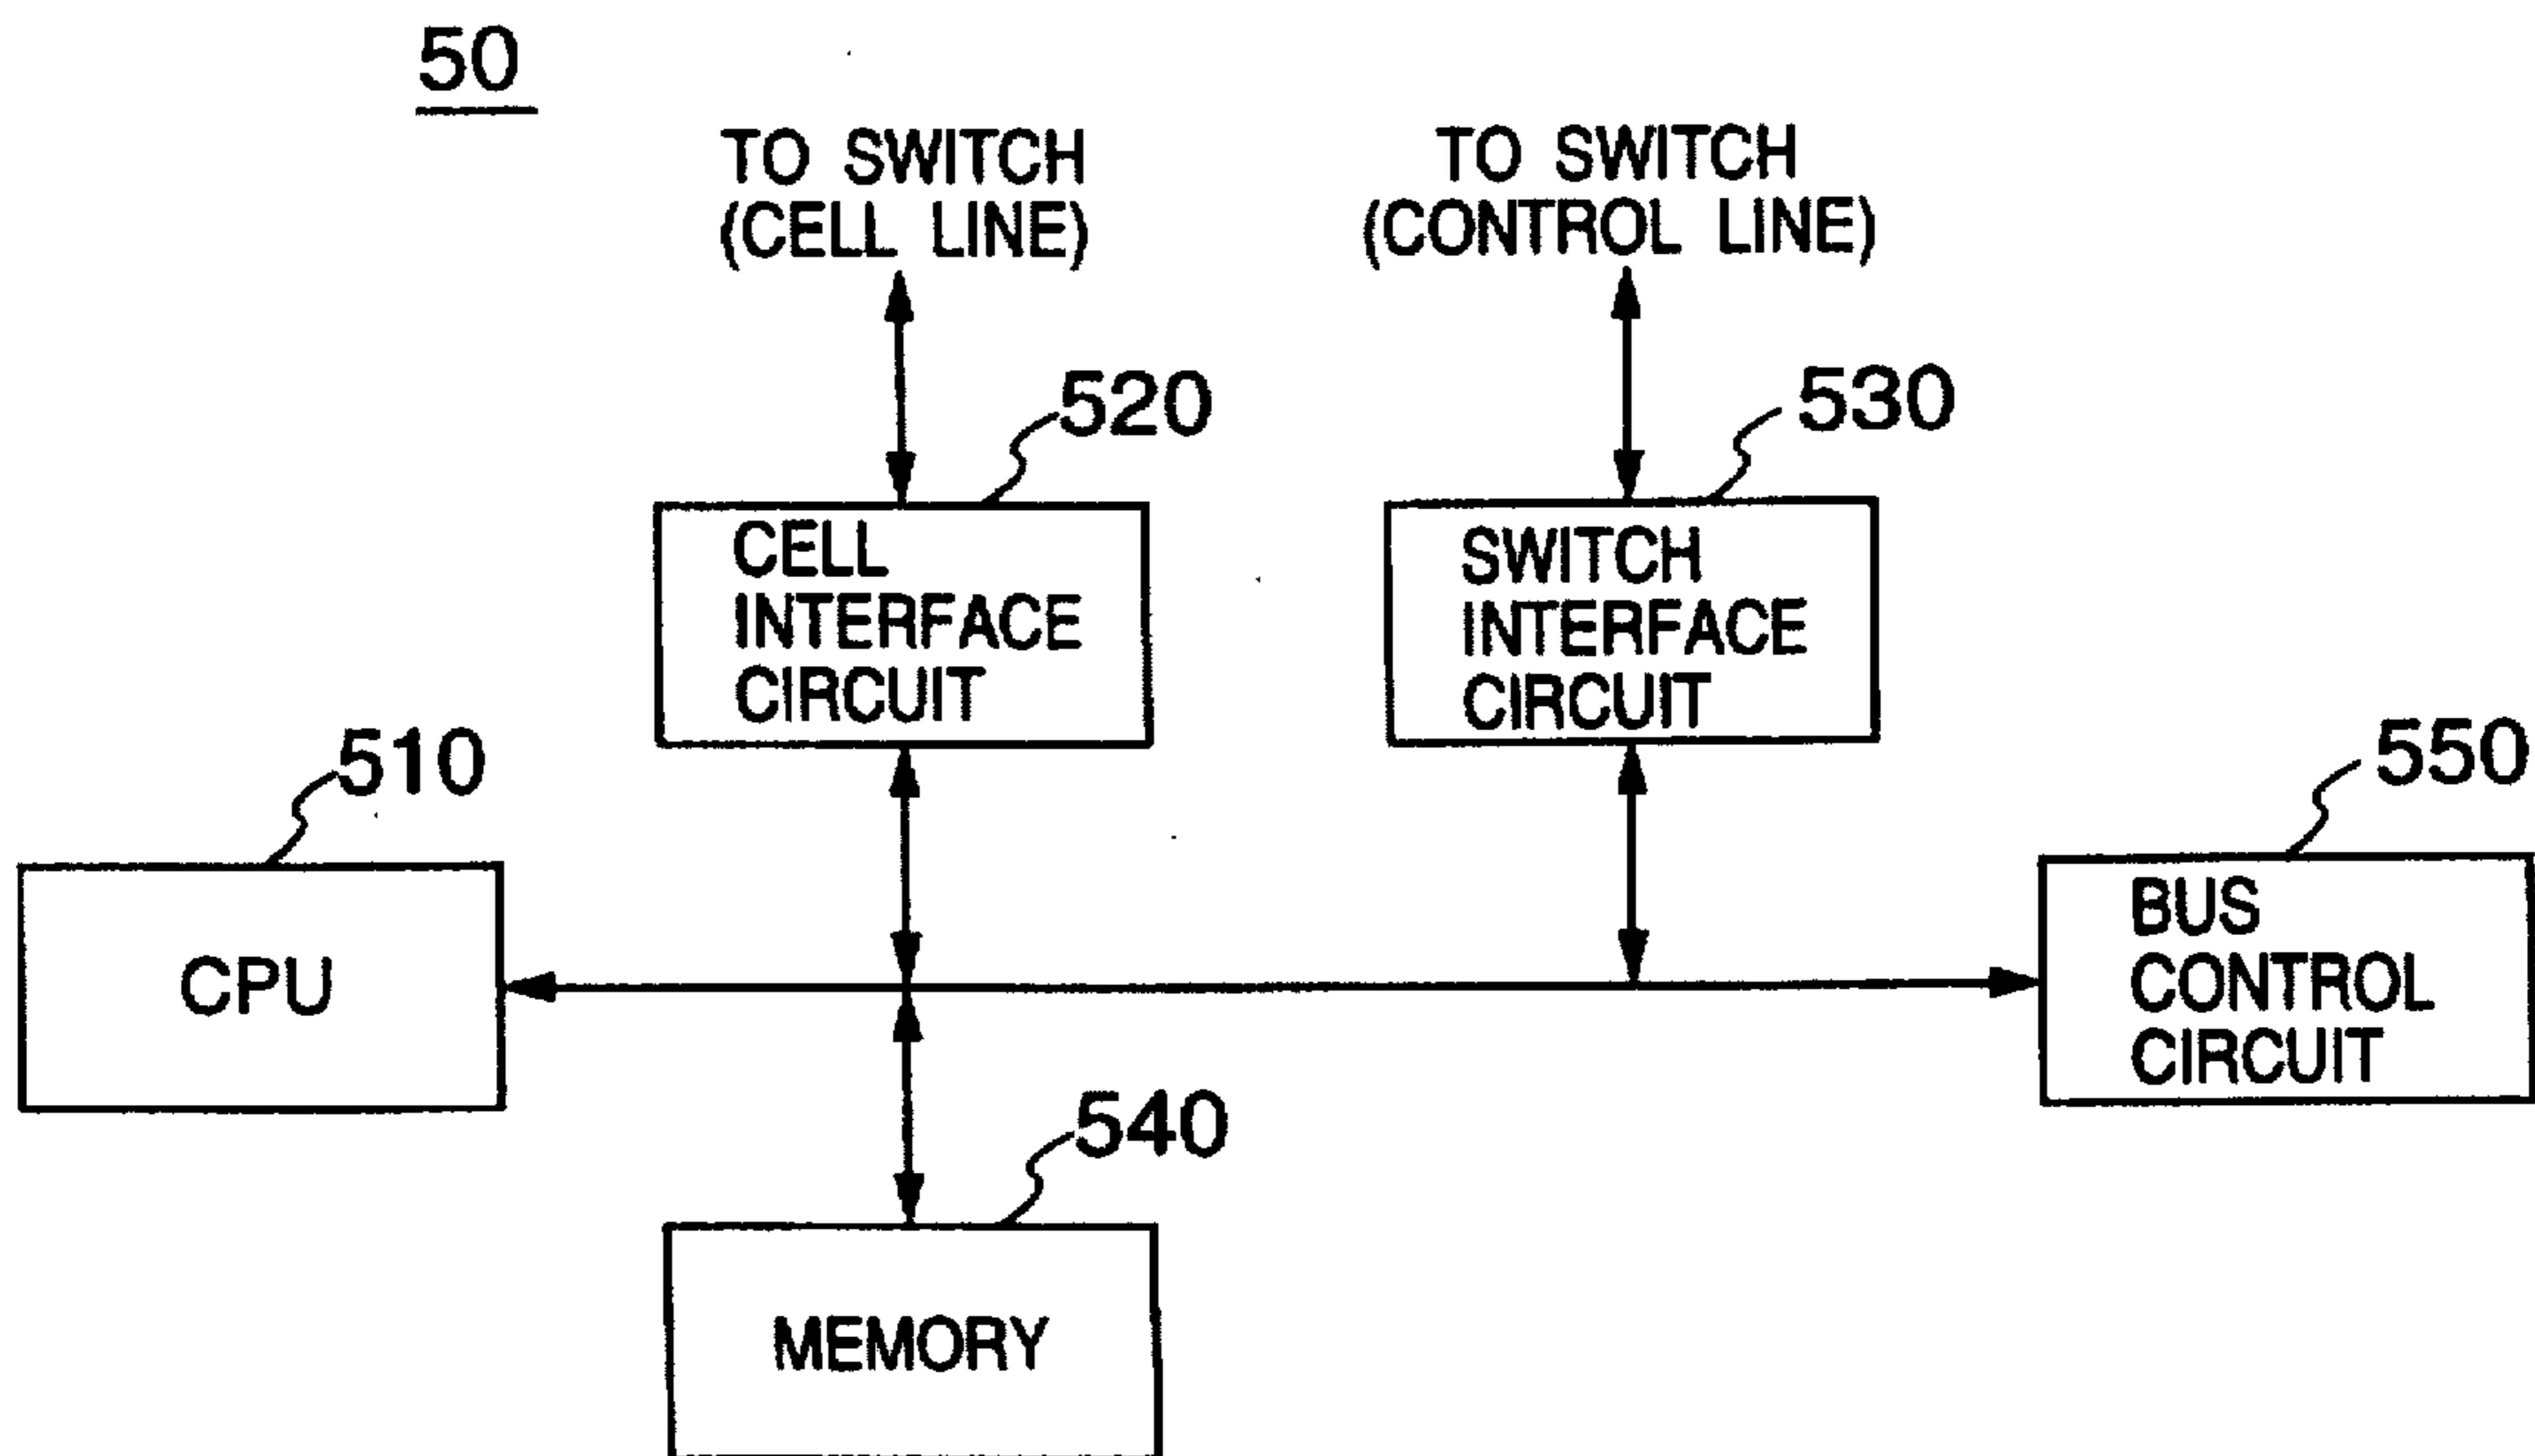 50
TO SWITCH
(CELL LINE)
TO SWITCH
(CONTROL LINE)
520
530
CELL
INTERFACE
CIRCUIT
SWITCH
INTERFACE
CIRCUIT
510
550
CPU
BUS
CONTROL
CIRCUIT
540
MEMORY